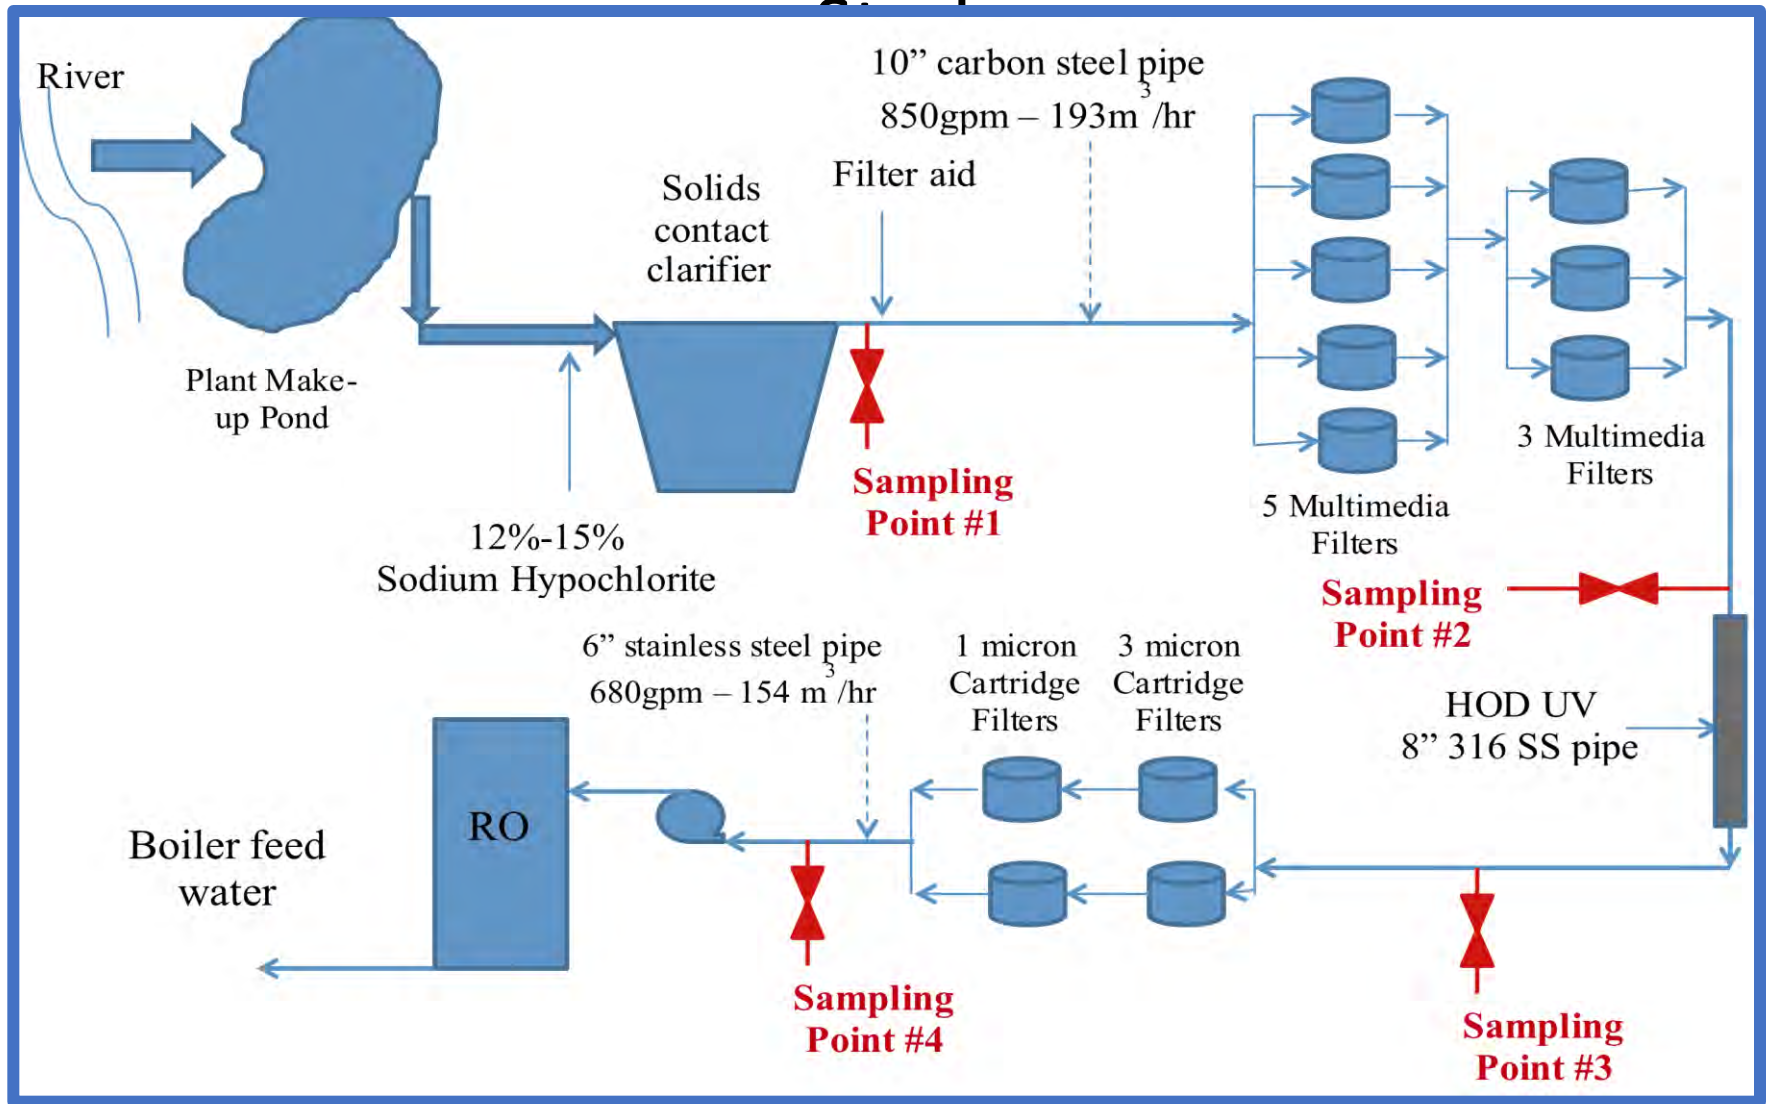 River
10” carbon steel pipe
850gpm – 193m3/hr
Filter aid
Solids
contact
clarifier
Plant Make-
up Pond
12%-15%
Sodium Hypochlorite
Sampling
Point #1
5 Multimedia
Filters
3 Multimedia
Filters
Sampling
Point #2
HOD UV
8” 316 SS pipe
Sampling
Point #3
3 micron
Cartridge
Filters
1 micron
Cartridge
Filters
6” stainless steel pipe
680gpm – 154 m3/hr
Sampling
Point #4
RO
Boiler feed
water